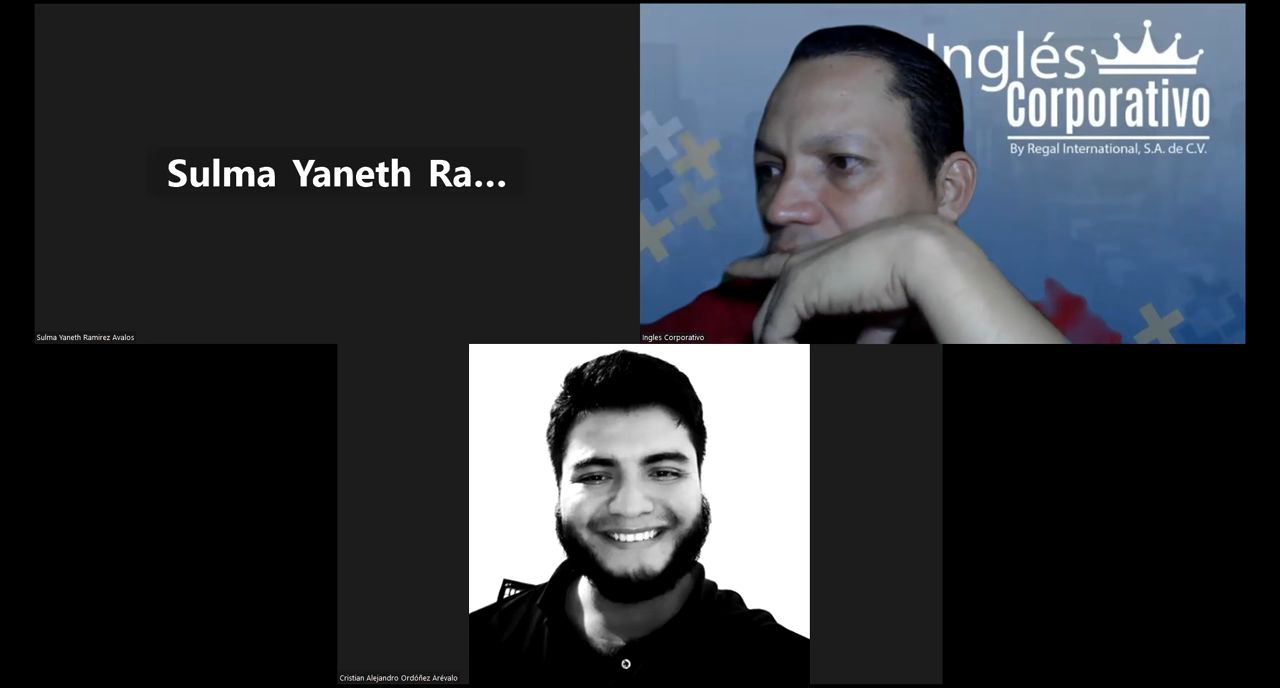 Sulma Yaneth Ra...
Sulma Yaneth Ramirez Avalos
Inglés
Corporativo
By Regal International, S.A. de C.V.
Ingles Corporativo
Cristian Alejandro Ordóñez Arévalo